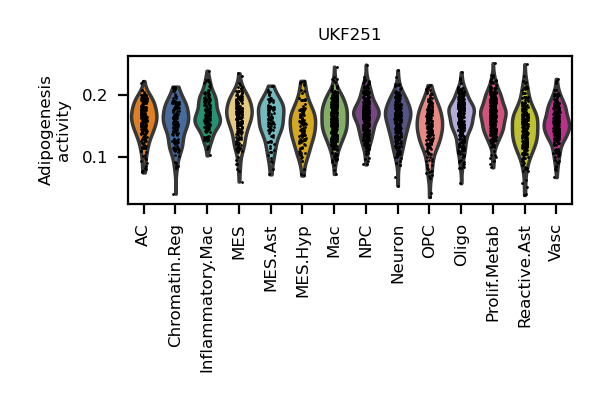 UKF251
Adipogenesis
activity
0.2
0.1
AC
Chromatin.Reg
Inflammatory.Mac
MES
MES.Ast
MES.Hyp
Mac
NPC
Neuron
OPC
Oligo
Prolif.Metab
Reactive.Ast
Vasc